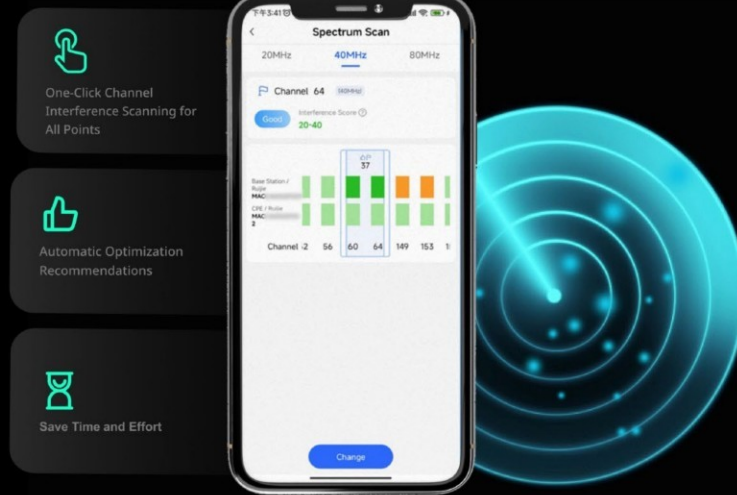 One-Click Channel
Interference Scanning for
All Points
Automatic Optimization
Recommendations
Save Time and Effort
下午3:41
Spectrum Scan
20MHz 40MHz 80MHz
Channel 64
Good
Interference Score
20-40
37
Base Station /
Ruijie
MAC
CPE / Ruijie
MAC
2
Channel 56 60 64 149 153
Change